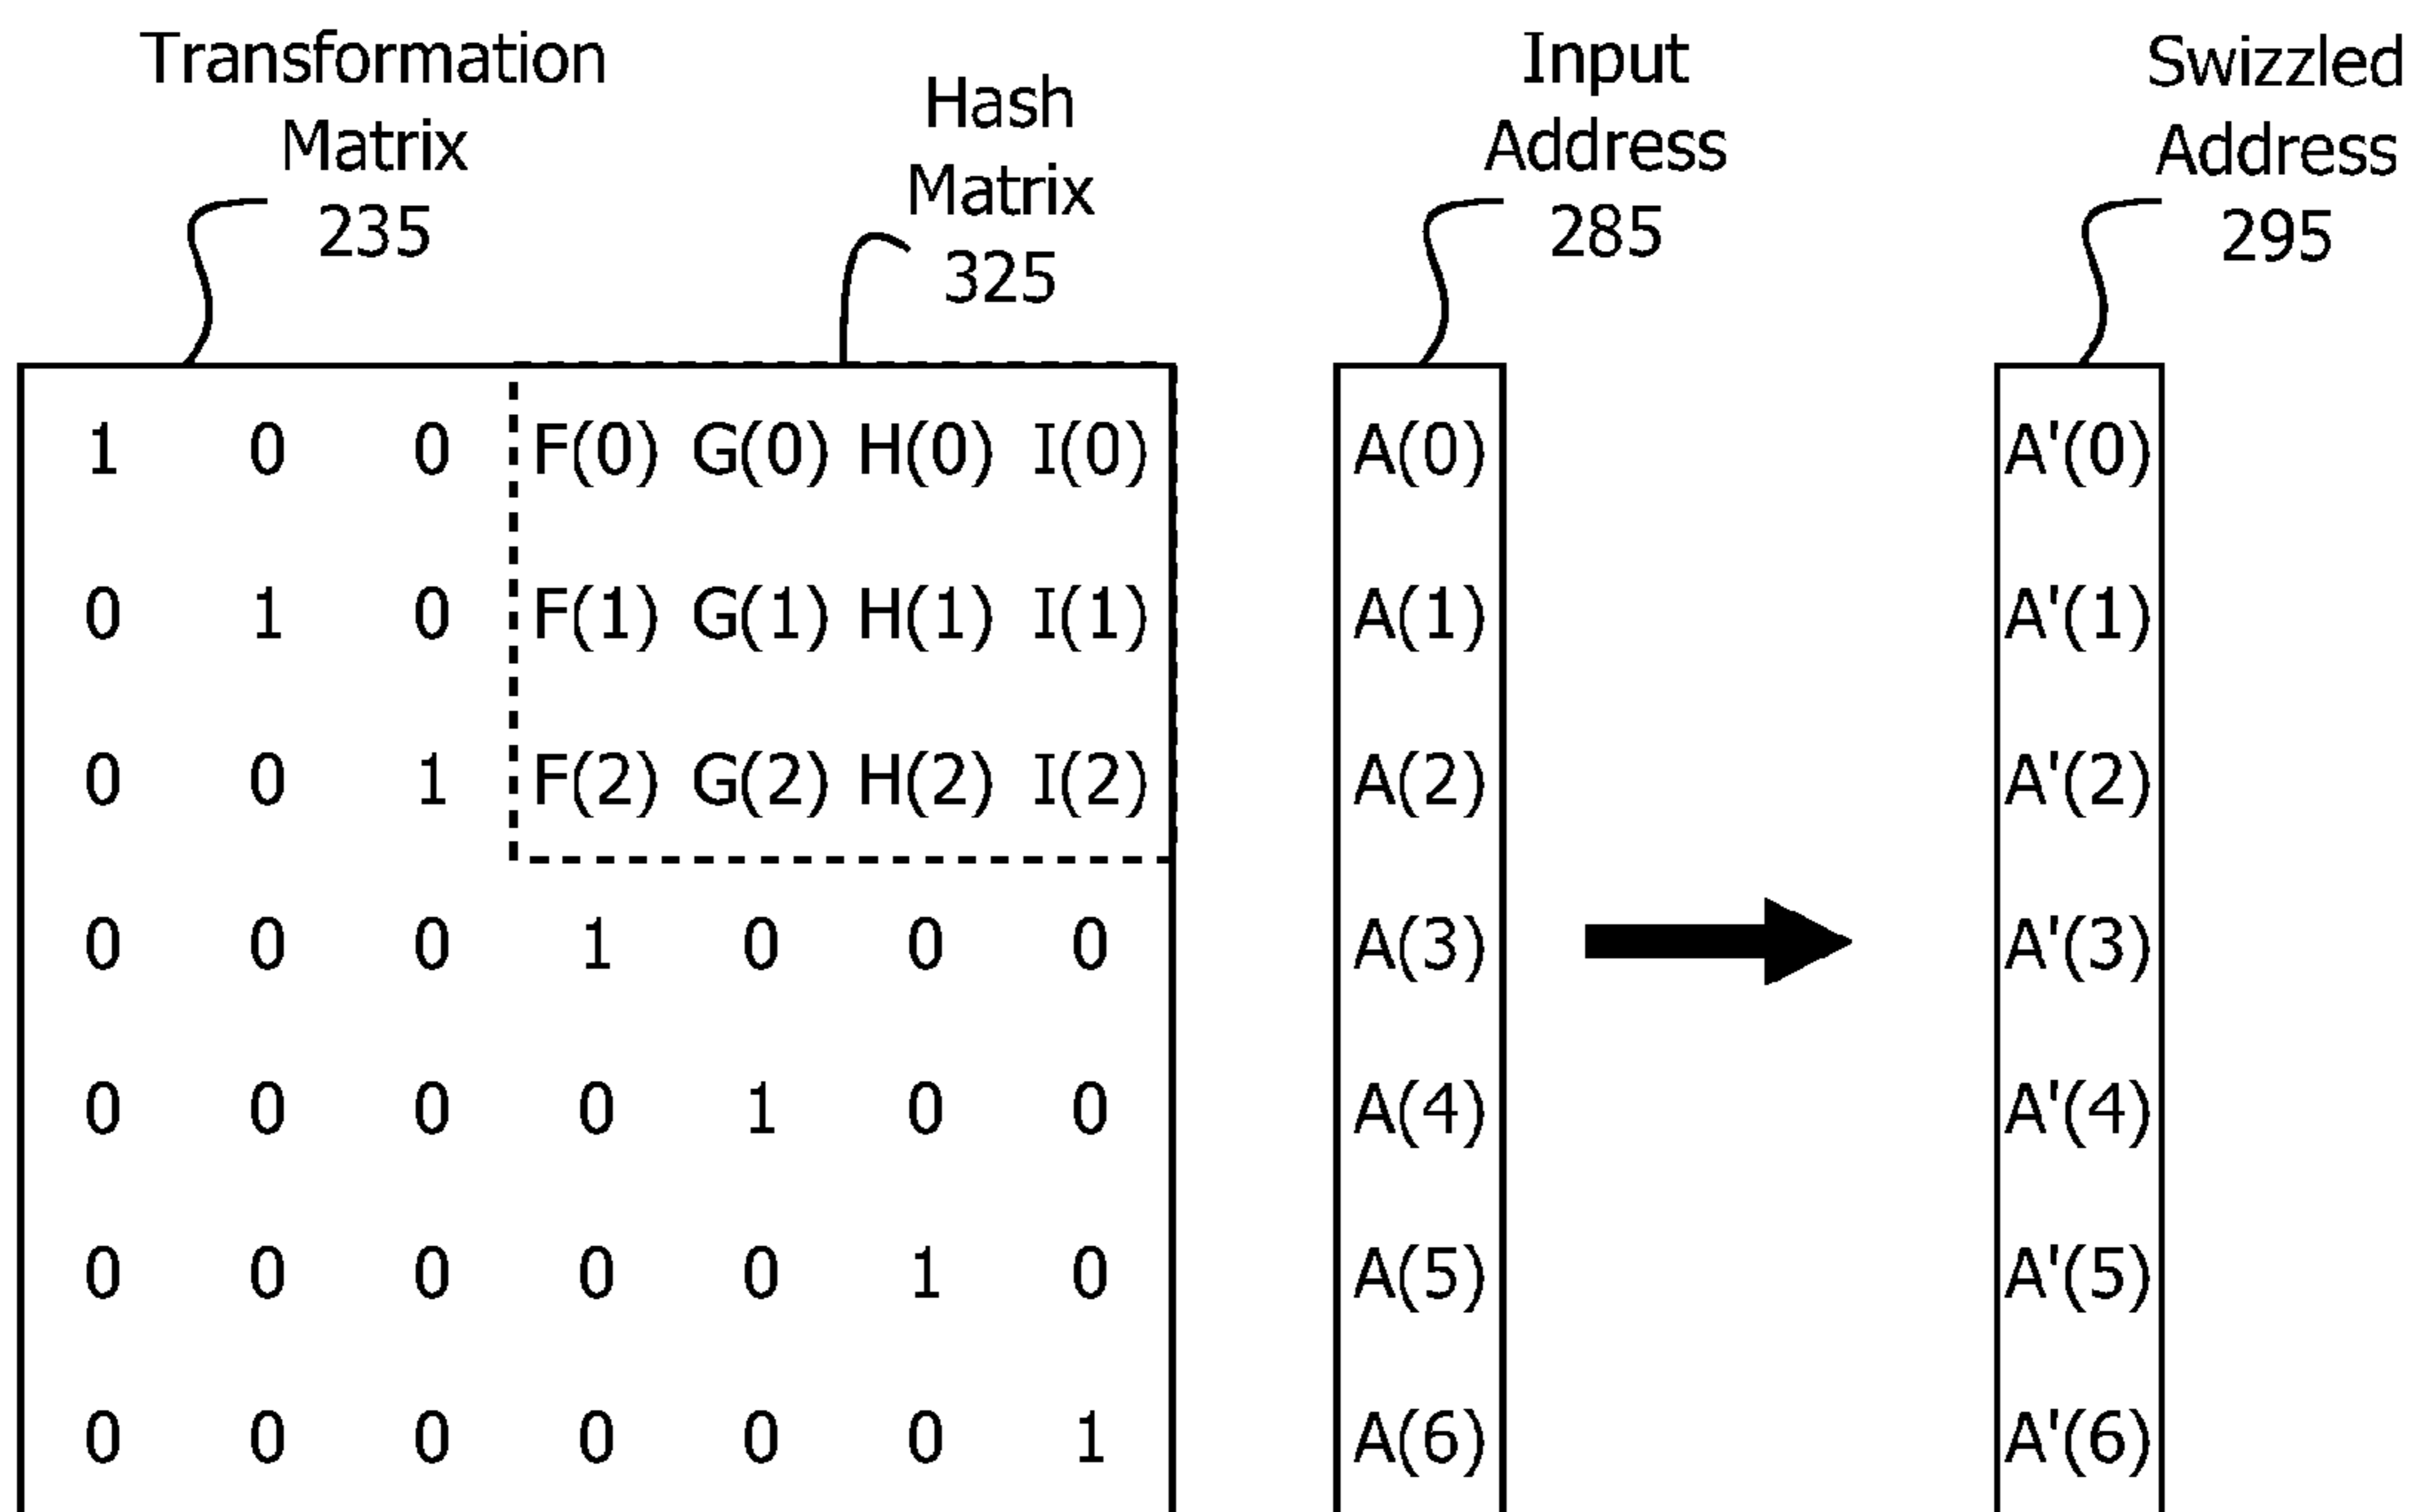 Transformation
Matrix
235
Hash
Matrix
325
Input
Address
285
Swizzled
Address
295
1 0 0 F(0) G(0) H(0) I(0) A(0) A'(0)
0 1 0 F(1) G(1) H(1) I(1) A(1) A'(1)
0 0 1 F(2) G(2) H(2) I(2) A(2) A'(2)
0 0 0 1 0 0 0 A(3) A'(3)
0 0 0 0 1 0 0 A(4) A'(4)
0 0 0 0 0 1 0 A(5) A'(5)
0 0 0 0 0 0 1 A(6) A'(6)